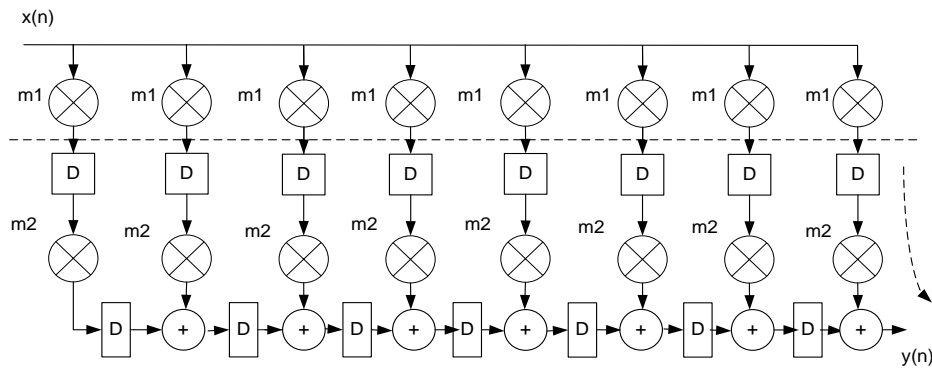 x(n)
m1 m1 m1 m1 m1 m1 m1 m1
D D D D D D D D
m2 m2 m2 m2 m2 m2 m2 m2
D + D + D + D + D + D + D +
y(n)